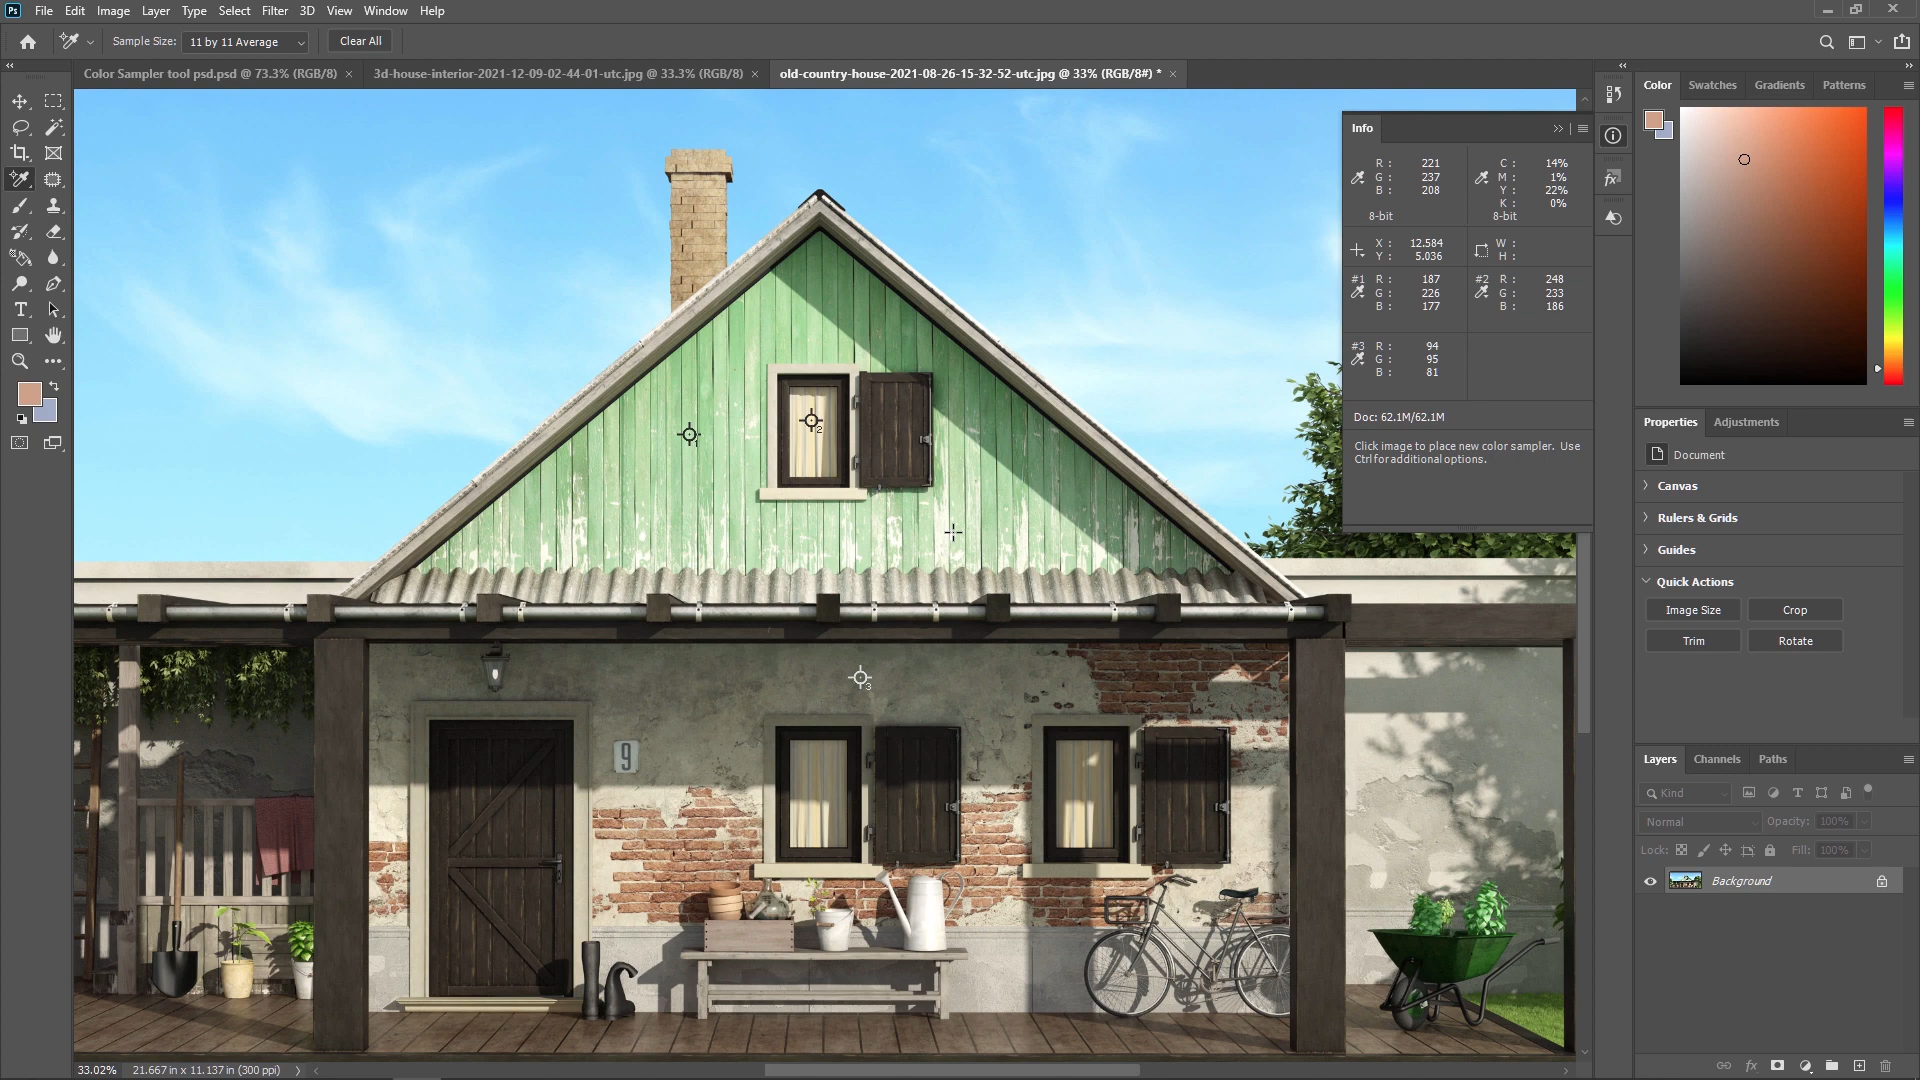 Ps File Edit Image Layer Type Select Filter 3D View Window Help
Sample Size: 11 by 11 Average Clear All
Color Sampler tool psd.psd @ 73.3% (RGB/8) × 3d-house-interior-2021-12-09-02-44-01-utc.jpg @ 33.3% (RGB/8) × old-country-house-2021-08-26-15-32-52-utc.jpg @ 33% (RGB/8#) * ×
Color Swatches Gradients Patterns
Info
R : 221 C : 14%
G : 237 M : 1%
B : 208 Y : 22%
K : 0%
8-bit 8-bit
X : 12.584 W :
Y : 5.036 H :
#1 R : 187 #2 R : 248
G : 226 G : 233
B : 177 B : 186
#3 R : 94
G : 95
B : 81
Doc: 62.1M/62.1M
Click image to place new color sampler. Use
Ctrl for additional options.
1
2
3
9
Properties Adjustments
Document
Canvas
Rulers & Grids
Guides
Quick Actions
Image Size Crop
Trim Rotate
Layers Channels Paths
Kind
Normal Opacity: 100%
Lock: Fill: 100%
Background
fx
33.02% 21.667 in x 11.137 in (300 ppi)